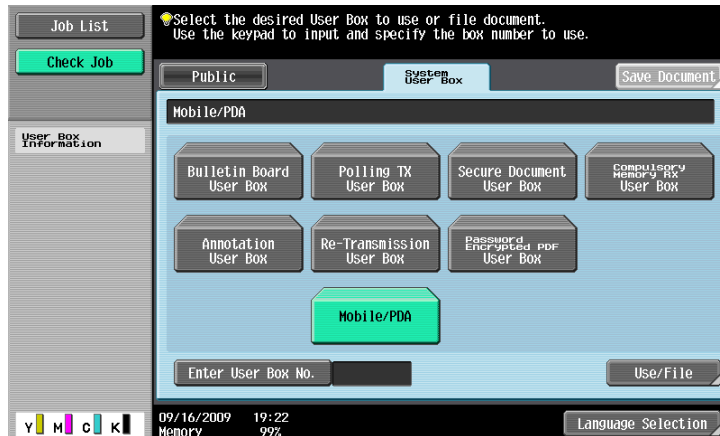 Job List
Check Job
User Box
Information
Select the desired User Box to use or file document.
Use the keypad to input and specify the box number to use.
Public
System
User Box
Save Document
Mobile/PDA
Bulletin Board
User Box
Polling TX
User Box
Secure Document
User Box
Compulsory
Memory RX
User Box
Annotation
User Box
Re-Transmission
User Box
Password
Encrypted PDF
User Box
Mobile/PDA
Enter User Box No.
Use/File
Y M C K
09/16/2009 19:22
Memory 99%
Language Selection